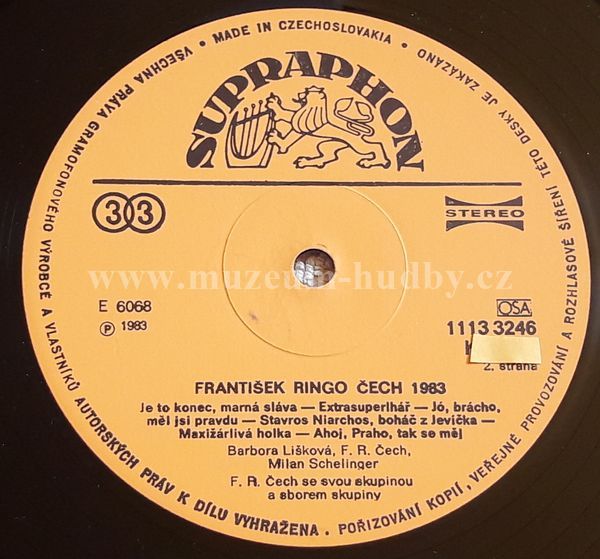 VŠECHNA PRÁVA GRAMOFONOVÉHO VÝROBCE A VLASTNÍKŮ AUTORSKÝCH PRÁV K DÍLU VYHRAŽENA. POŘIZOVÁNÍ KOPIÍ, VEŘEJNÉ PROVOZOVÁNÍ A ROZHLASOVÉ ŠÍŘENÍ TÉTO DESKY JE ZAKÁZÁNO • MADE IN CZECHOSLOVAKIA •
SUPRAPHON
33
STEREO
www.muzeum-hudby.cz
E 6068
Ⓟ 1983
OSA
1113 3246
2. strana
FRANTIŠEK RINGO ČECH 1983
Je to konec, marná sláva — Extrasuperlhář — Jó, brácho,
měl jsi pravdu — Stavros Niarchos, boháč z Jevíčka —
Maxižárlivá holka — Ahoj, Praho, tak se měj
Barbora Lišková, F. R. Čech,
Milan Schelinger
F. R. Čech se svou skupinou
a sborem skupiny